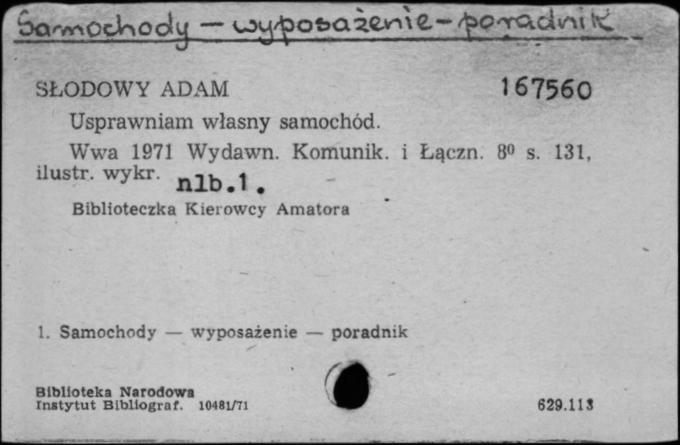 Samochody – wyposażenie – poradnik
SŁODOWY ADAM 167560
Usprawniam własny samochód.
Wwa 1971 Wydawn. Komunik. i Łączn. 8⁰ s. 131,
ilustr. wykr. nlb.1.
Biblioteczka Kierowcy Amatora
1. Samochody — wyposażenie — poradnik
Biblioteka Narodowa
Instytut Bibliograf. 10481/71 629.113